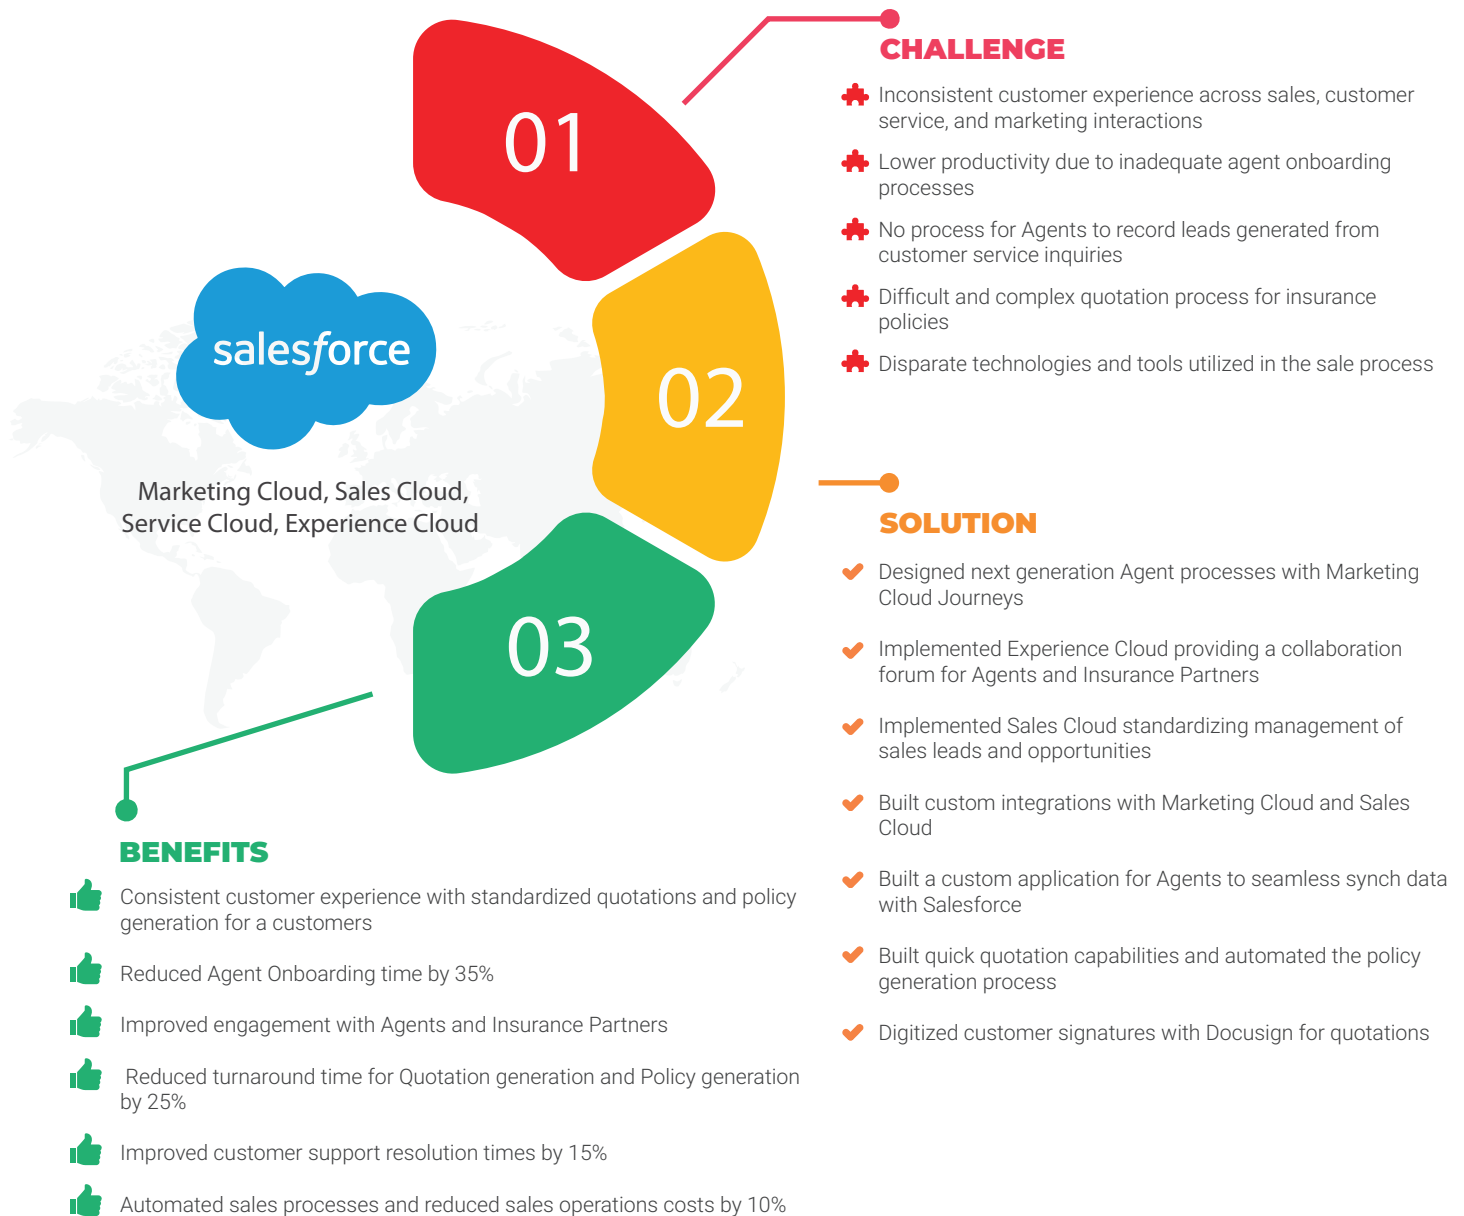 01
CHALLENGE
Inconsistent customer experience across sales, customer
service, and marketing interactions
Lower productivity due to inadequate agent onboarding
processes
No process for Agents to record leads generated from
customer service inquiries
Difficult and complex quotation process for insurance
policies
Disparate technologies and tools utilized in the sale process
salesforce
Marketing Cloud, Sales Cloud,
Service Cloud, Experience Cloud
02
SOLUTION
Designed next generation Agent processes with Marketing
Cloud Journeys
Implemented Experience Cloud providing a collaboration
forum for Agents and Insurance Partners
Implemented Sales Cloud standardizing management of
sales leads and opportunities
Built custom integrations with Marketing Cloud and Sales
Cloud
Built a custom application for Agents to seamless synch data
with Salesforce
Built quick quotation capabilities and automated the policy
generation process
Digitized customer signatures with Docusign for quotations
03
BENEFITS
Consistent customer experience with standardized quotations and policy
generation for a customers
Reduced Agent Onboarding time by 35%
Improved engagement with Agents and Insurance Partners
Reduced turnaround time for Quotation generation and Policy generation
by 25%
Improved customer support resolution times by 15%
Automated sales processes and reduced sales operations costs by 10%